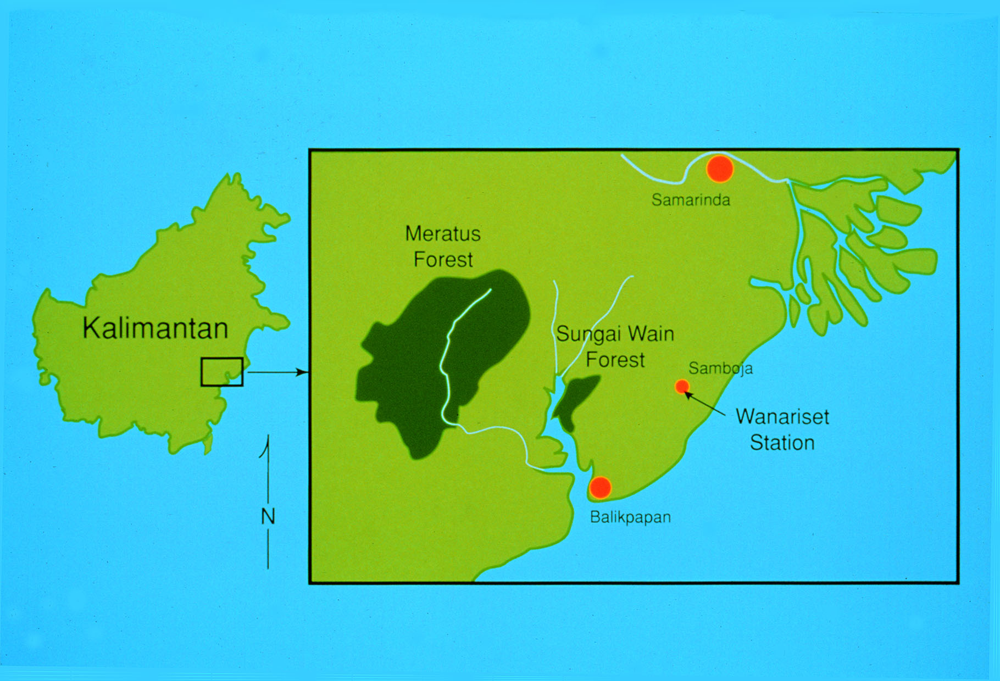 Kalimantan
N
Samarinda
Meratus
Forest
Sungai Wain
Forest
Samboja
Wanariset
Station
Balikpapan